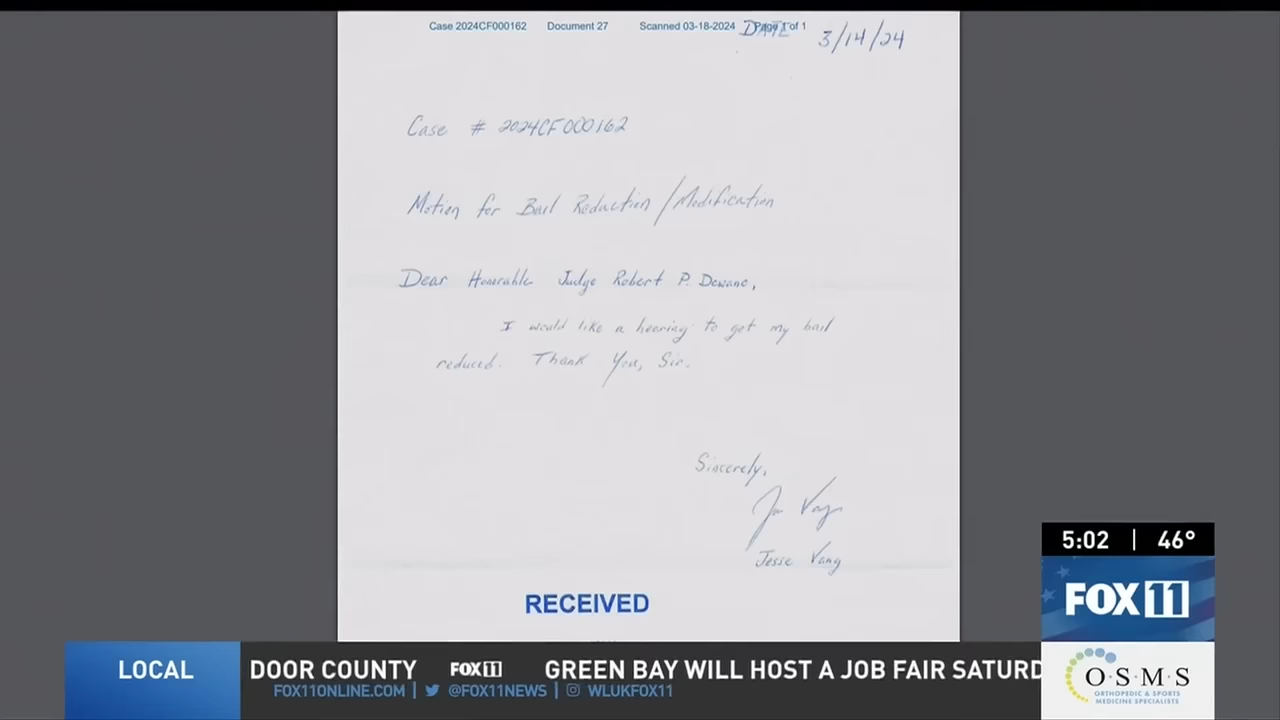 Case 2024CF000162 Document 27 Scanned 03-18-2024 Page 1 of 1
DATE 3/14/24
Case # 2024CF000162
Motion for Bail Reduction/Modification
Dear Honorable Judge Robert P. Dewane,
I would like a hearing to get my bail
reduced. Thank You, Sir.
Sincerely,
Jesse Vang
RECEIVED
5:02 | 46°
FOX 11
LOCAL DOOR COUNTY FOX 11 GREEN BAY WILL HOST A JOB FAIR SATURD
FOX11ONLINE.COM | @FOX11NEWS | WLUKFOX11
O·S·M·S
ORTHOPEDIC & SPORTS
MEDICINE SPECIALISTS